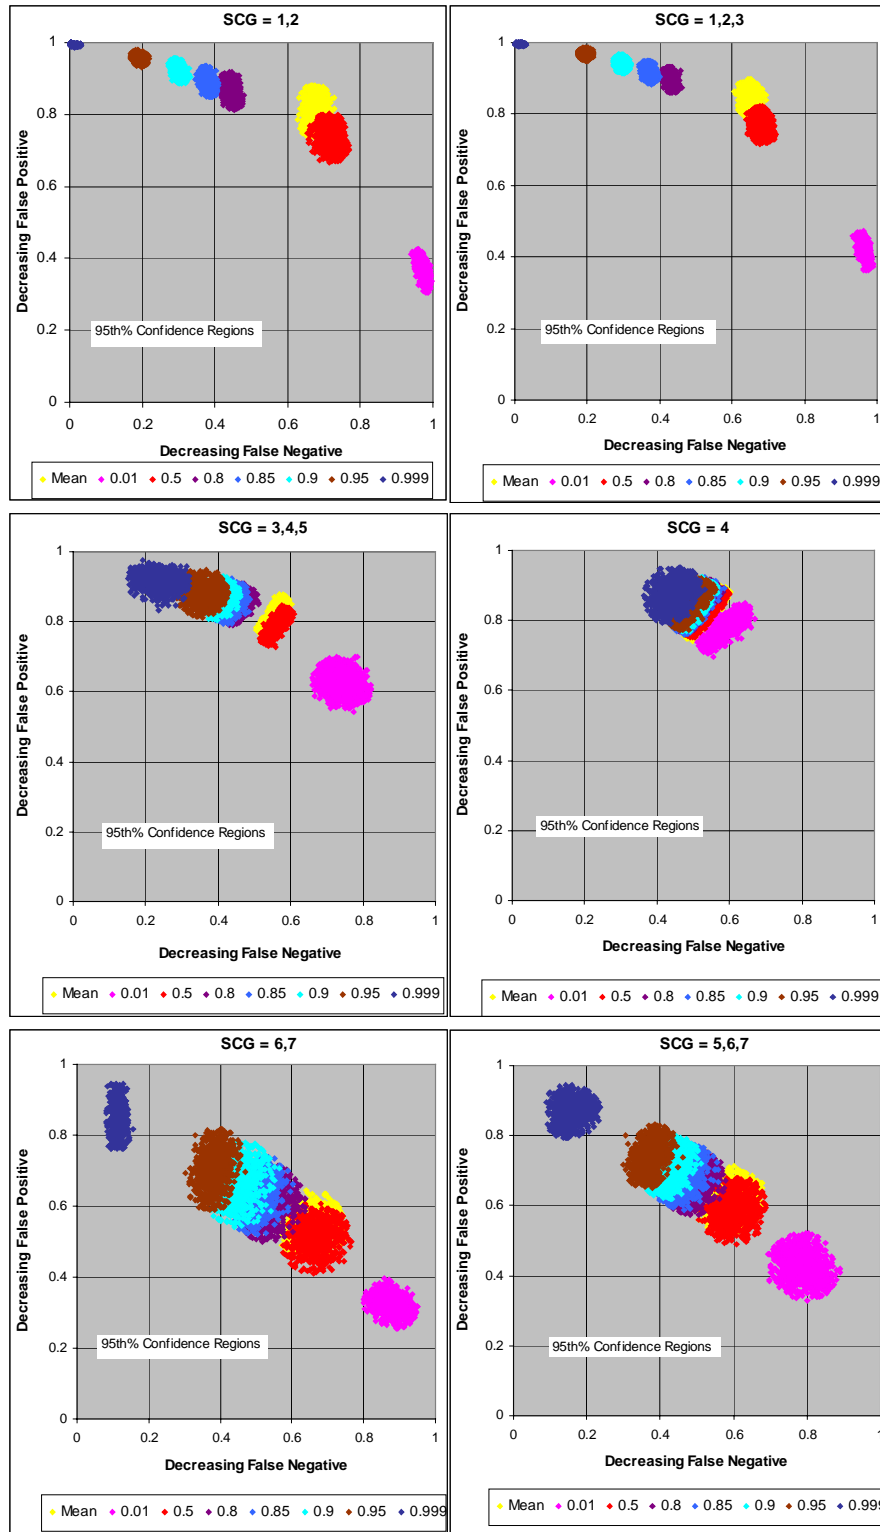 SCG = 1,2
Decreasing False Positive
1
0.8
0.6
0.4
0.2
0
95th% Confidence Regions
0 0.2 0.4 0.6 0.8 1
Decreasing False Negative
Mean 0.01 0.5 0.8 0.85 0.9 0.95 0.999
SCG = 1,2,3
Decreasing False Positive
1
0.8
0.6
0.4
0.2
0
95th% Confidence Regions
0 0.2 0.4 0.6 0.8 1
Decreasing False Negative
Mean 0.01 0.5 0.8 0.85 0.9 0.95 0.999
SCG = 3,4,5
Decreasing False Positive
1
0.8
0.6
0.4
0.2
0
95th% Confidence Regions
0 0.2 0.4 0.6 0.8 1
Decreasing False Negative
Mean 0.01 0.5 0.8 0.85 0.9 0.95 0.999
SCG = 4
Decreasing False Positive
1
0.8
0.6
0.4
0.2
0
95th% Confidence Regions
0 0.2 0.4 0.6 0.8 1
Decreasing False Negative
Mean 0.01 0.5 0.8 0.85 0.9 0.95 0.999
SCG = 6,7
Decreasing False Positive
1
0.8
0.6
0.4
0.2
0
95th% Confidence Regions
0 0.2 0.4 0.6 0.8 1
Decreasing False Negative
Mean 0.01 0.5 0.8 0.85 0.9 0.95 0.999
SCG = 5,6,7
Decreasing False Positive
1
0.8
0.6
0.4
0.2
0
95th% Confidence Regions
0 0.2 0.4 0.6 0.8 1
Decreasing False Negative
Mean 0.01 0.5 0.8 0.85 0.9 0.95 0.999